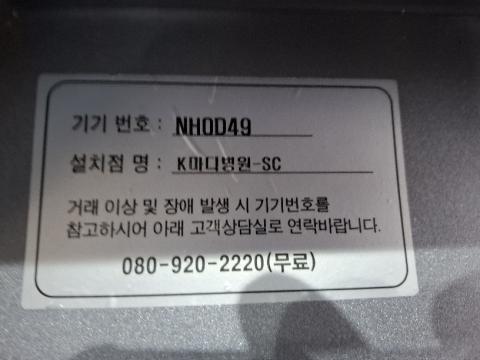 기기 번호 : NH0D49
설치점 명 : K마디병원-SC
거래 이상 및 장애 발생 시 기기번호를
참고하시어 아래 고객상담실로 연락바랍니다.
080-920-2220(무료)